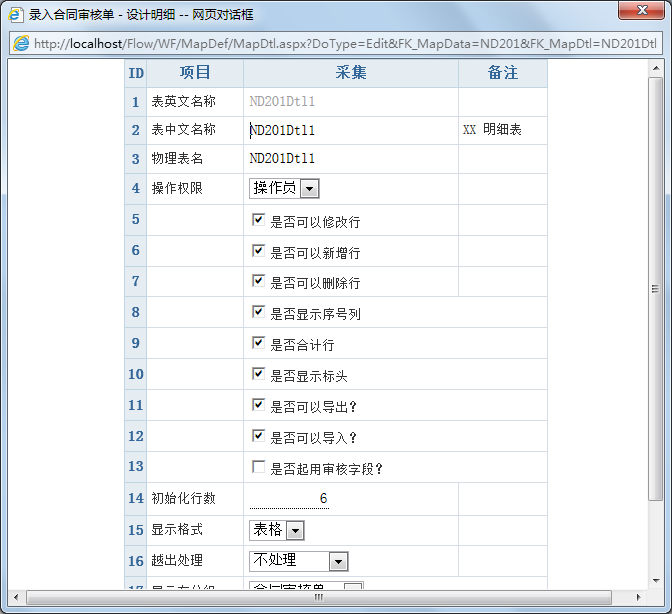 录入合同审核单 - 设计明细 -- 网页对话框
http://localhost/Flow/WF/MapDef/MapDtl.aspx?DoType=Edit&FK_MapData=ND201&FK_MapDtl=ND201Dtl
ID 项目 采集 备注
1 表英文名称 ND201Dtl1
2 表中文名称 ND201Dtl1 XX 明细表
3 物理表名 ND201Dtl1
4 操作权限 操作员
5 是否可以修改行
6 是否可以新增行
7 是否可以删除行
8 是否显示序号列
9 是否合计行
10 是否显示标头
11 是否可以导出?
12 是否可以导入?
13 是否起用审核字段?
14 初始化行数 6
15 显示格式 表格
16 越出处理 不处理